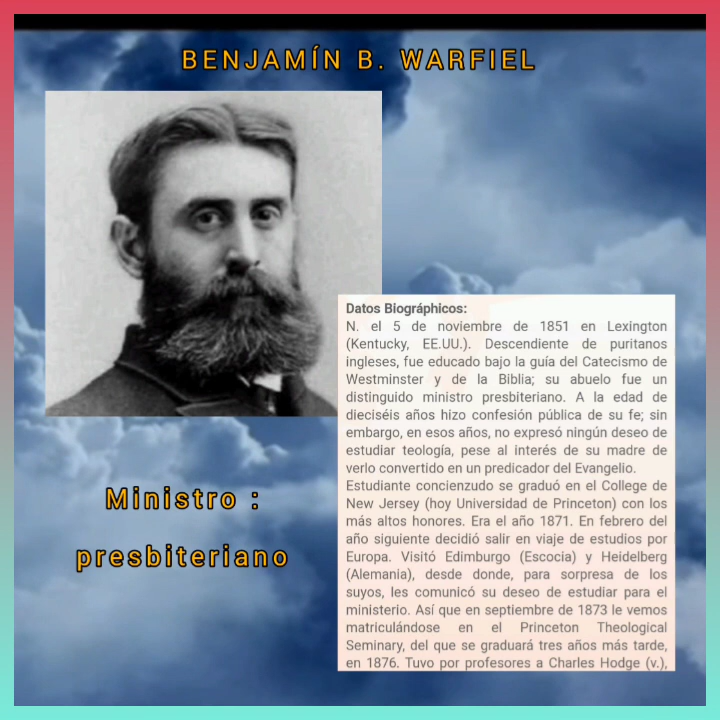 BENJAMÍN B. WARFIEL
Datos Biográphicos:
N. el 5 de noviembre de 1851 en Lexington
(Kentucky, EE.UU.). Descendiente de puritanos
ingleses, fue educado bajo la guía del Catecismo de
Westminster y de la Biblia; su abuelo fue un
distinguido ministro presbiteriano. A la edad de
dieciséis años hizo confesión pública de su fe; sin
embargo, en esos años, no expresó ningún deseo de
estudiar teología, pese al interés de su madre de
verlo convertido en un predicador del Evangelio.
Estudiante concienzudo se graduó en el College de
New Jersey (hoy Universidad de Princeton) con los
más altos honores. Era el año 1871. En febrero del
año siguiente decidió salir en viaje de estudios por
Europa. Visitó Edimburgo (Escocia) y Heidelberg
(Alemania), desde donde, para sorpresa de los
suyos, les comunicó su deseo de estudiar para el
ministerio. Así que en septiembre de 1873 le vemos
matriculándose en el Princeton Theological
Seminary, del que se graduará tres años más tarde,
en 1876. Tuvo por profesores a Charles Hodge (v.),
Ministro :
presbiteriano